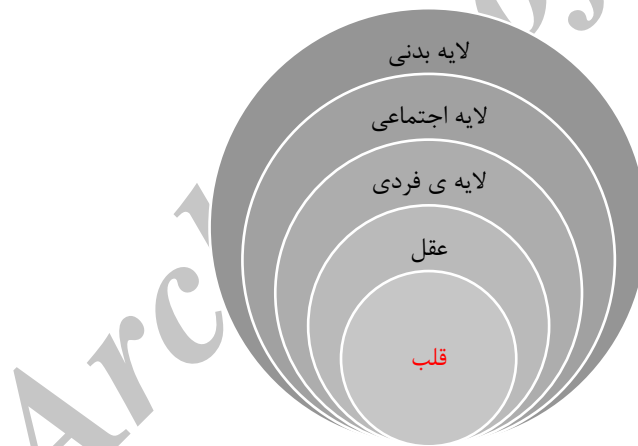 لایه بدنی
لایه اجتماعی
لایه ی فردی
عقل
قلب